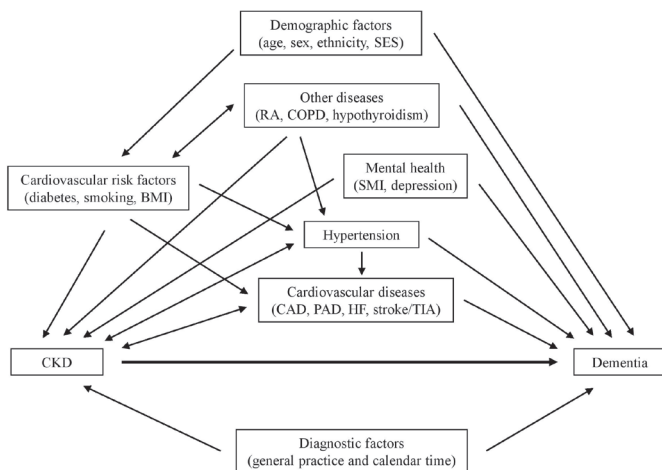 Demographic factors
(age, sex, ethnicity, SES)
Other diseases
(RA, COPD, hypothyroidism)
Mental health
(SMI, depression)
Cardiovascular risk factors
(diabetes, smoking, BMI)
Hypertension
Cardiovascular diseases
(CAD, PAD, HF, stroke/TIA)
CKD
Dementia
Diagnostic factors
(general practice and calendar time)